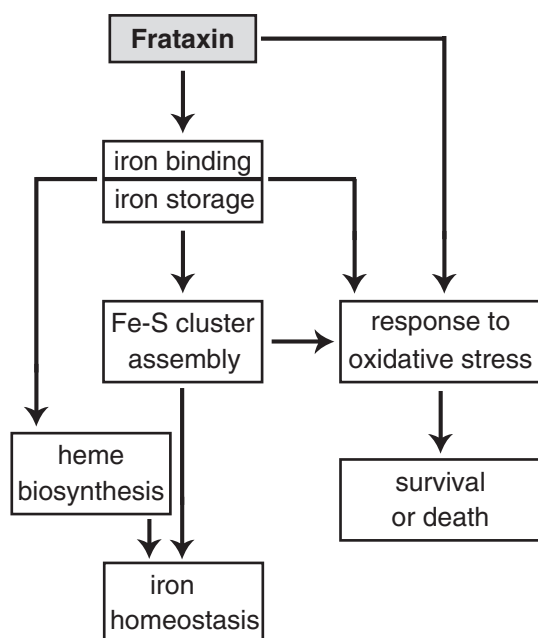 Frataxin
iron binding
iron storage
Fe-S cluster
assembly
response to
oxidative stress
heme
biosynthesis
survival
or death
iron
homeostasis